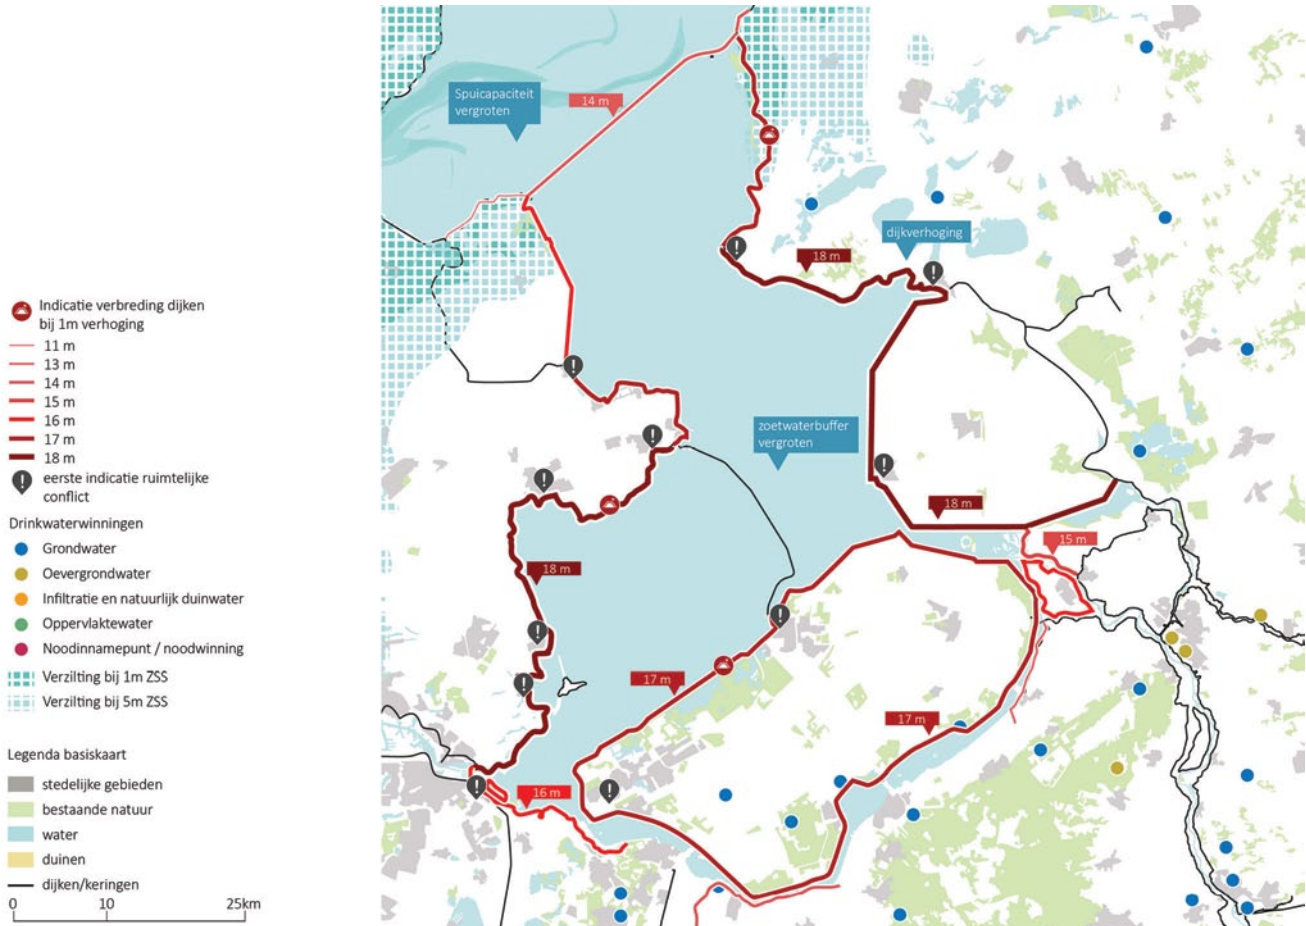 Indicatie verbreding dijken
bij 1m verhoging
11 m
13 m
14 m
15 m
16 m
17 m
18 m
eerste indicatie ruimtelijke
conflict
Drinkwaterwinningen
Grondwater
Oevergrondwater
Infiltratie en natuurlijk duinwater
Oppervlaktewater
Noodinnamepunt / noodwinning
Verzilting bij 1m ZSS
Verzilting bij 5m ZSS
Legenda basiskaart
stedelijke gebieden
bestaande natuur
water
duinen
dijken/keringen
0 10 25km
Spuicapaciteit
vergroten
14 m
dijkverhoging
18 m
zoetwaterbuffer
vergroten
18 m
15 m
18 m
17 m
17 m
16 m